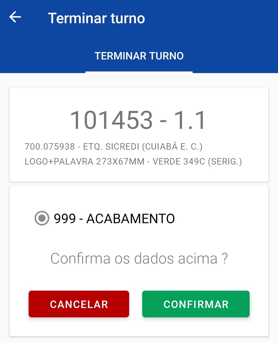 Terminar turno
TERMINAR TURNO
101453 - 1.1
700.075938 - ETQ. SICREDI (CUIABÁ E. C.)
LOGO+PALAVRA 273X67MM - VERDE 349C (SERIG.)
999 - ACABAMENTO
Confirma os dados acima ?
CANCELAR CONFIRMAR